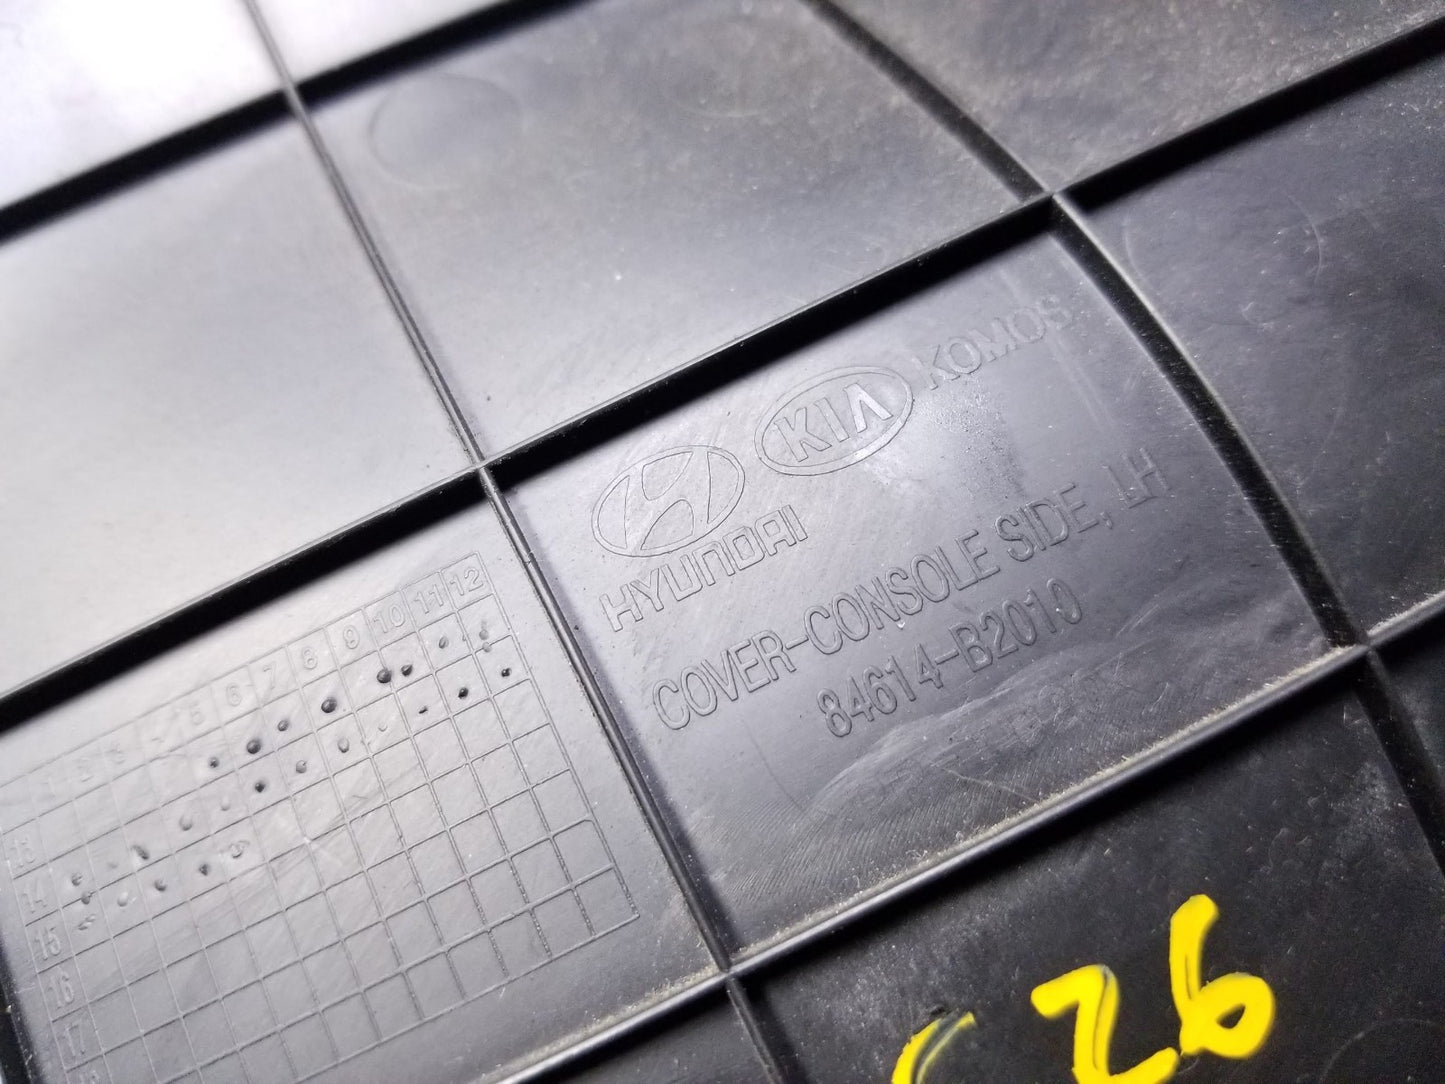 KIA KOMOS
HYUNDAI
COVER-CONSOLE SIDE, LH
84614-B2010
1 2 3 4 5 6 7 8 9 10 11 12
13
14
15
16
17
26